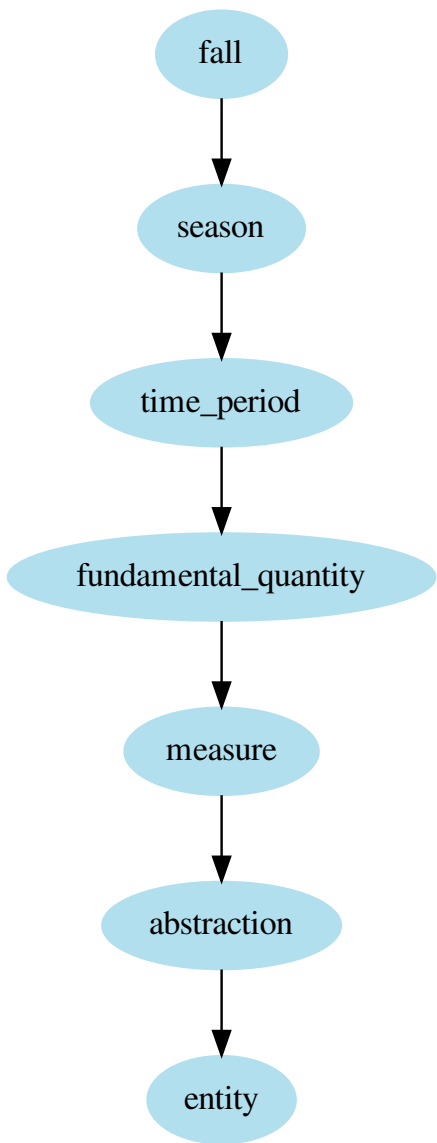 fall
season
time_period
fundamental_quantity
measure
abstraction
entity